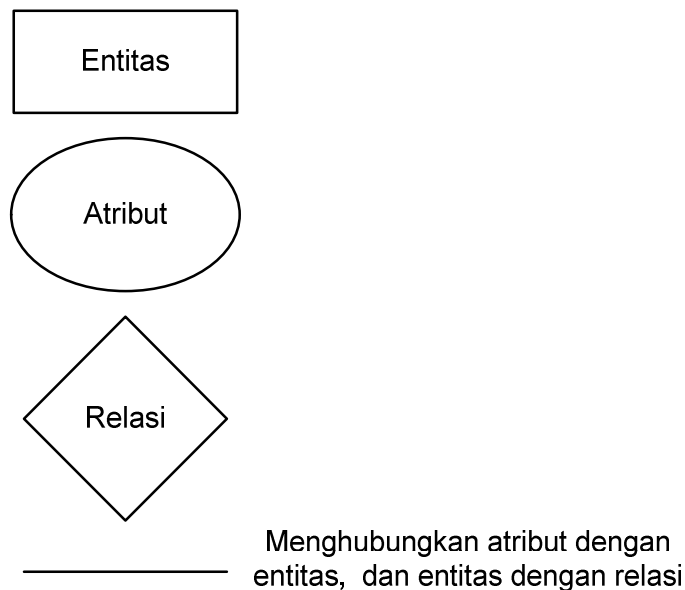 Entitas
Atribut
Relasi
Menghubungkan atribut dengan
entitas, dan entitas dengan relasi